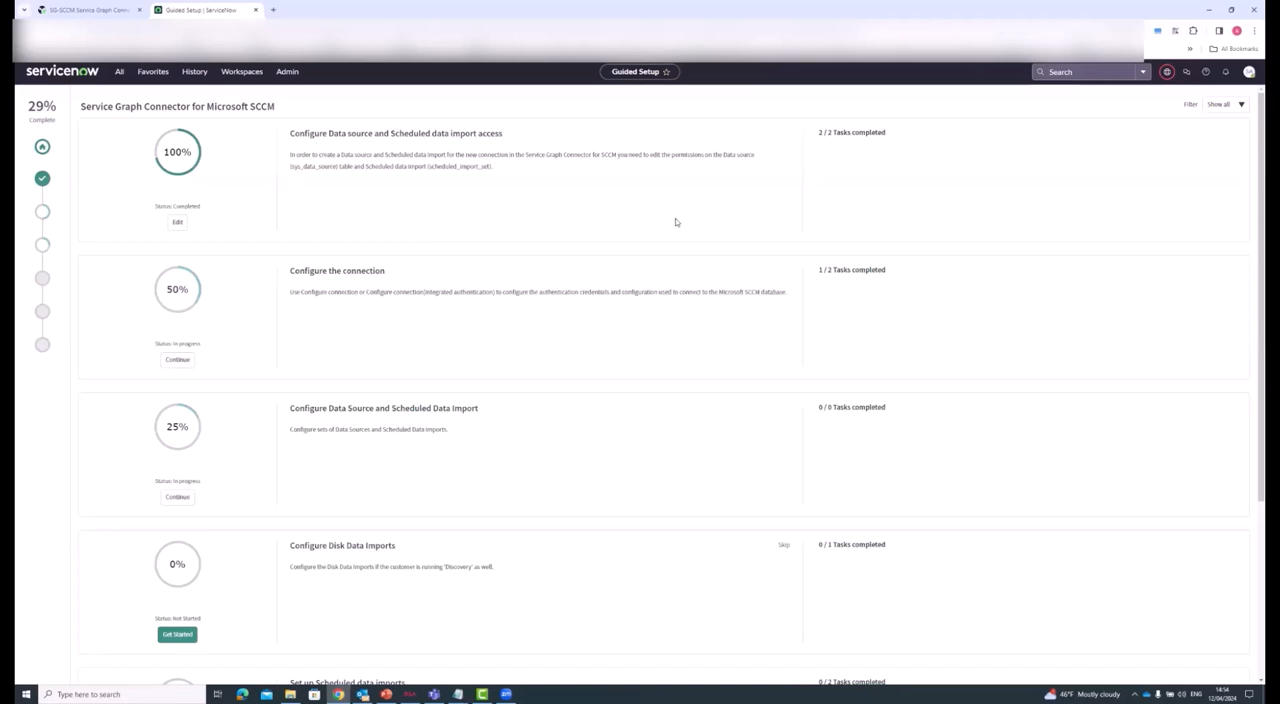 SG-SCCM Service Graph Conn
Guided Setup | ServiceNow
All Bookmarks
servicenow
All
Favorites
History
Workspaces
Admin
Guided Setup
Search
29%
Complete
Service Graph Connector for Microsoft SCCM
Filter
Show all
100%
Status: Completed
Edit
Configure Data source and Scheduled data import access
In order to create a Data source and Scheduled data import for the new connection in the Service Graph Connector for SCCM you need to edit the permissions on the Data source
(sys_data_source) table and Scheduled data import (scheduled_import_set).
2 / 2 Tasks completed
50%
Status: In progress
Continue
Configure the connection
Use Configure connection or Configure connection(integrated authentication) to configure the authentication credentials and configuration used to connect to the Microsoft SCCM database.
1 / 2 Tasks completed
25%
Status: In progress
Continue
Configure Data Source and Scheduled Data Import
Configure sets of Data Sources and Scheduled Data Imports.
0 / 0 Tasks completed
0%
Status: Not Started
Get Started
Configure Disk Data Imports
Skip
Configure the Disk Data Imports if the customer is running 'Discovery' as well.
0 / 1 Tasks completed
Set up Scheduled data imports
0 / 2 Tasks completed
Type here to search
46°F Mostly cloudy
ENG
14:54
12/04/2024